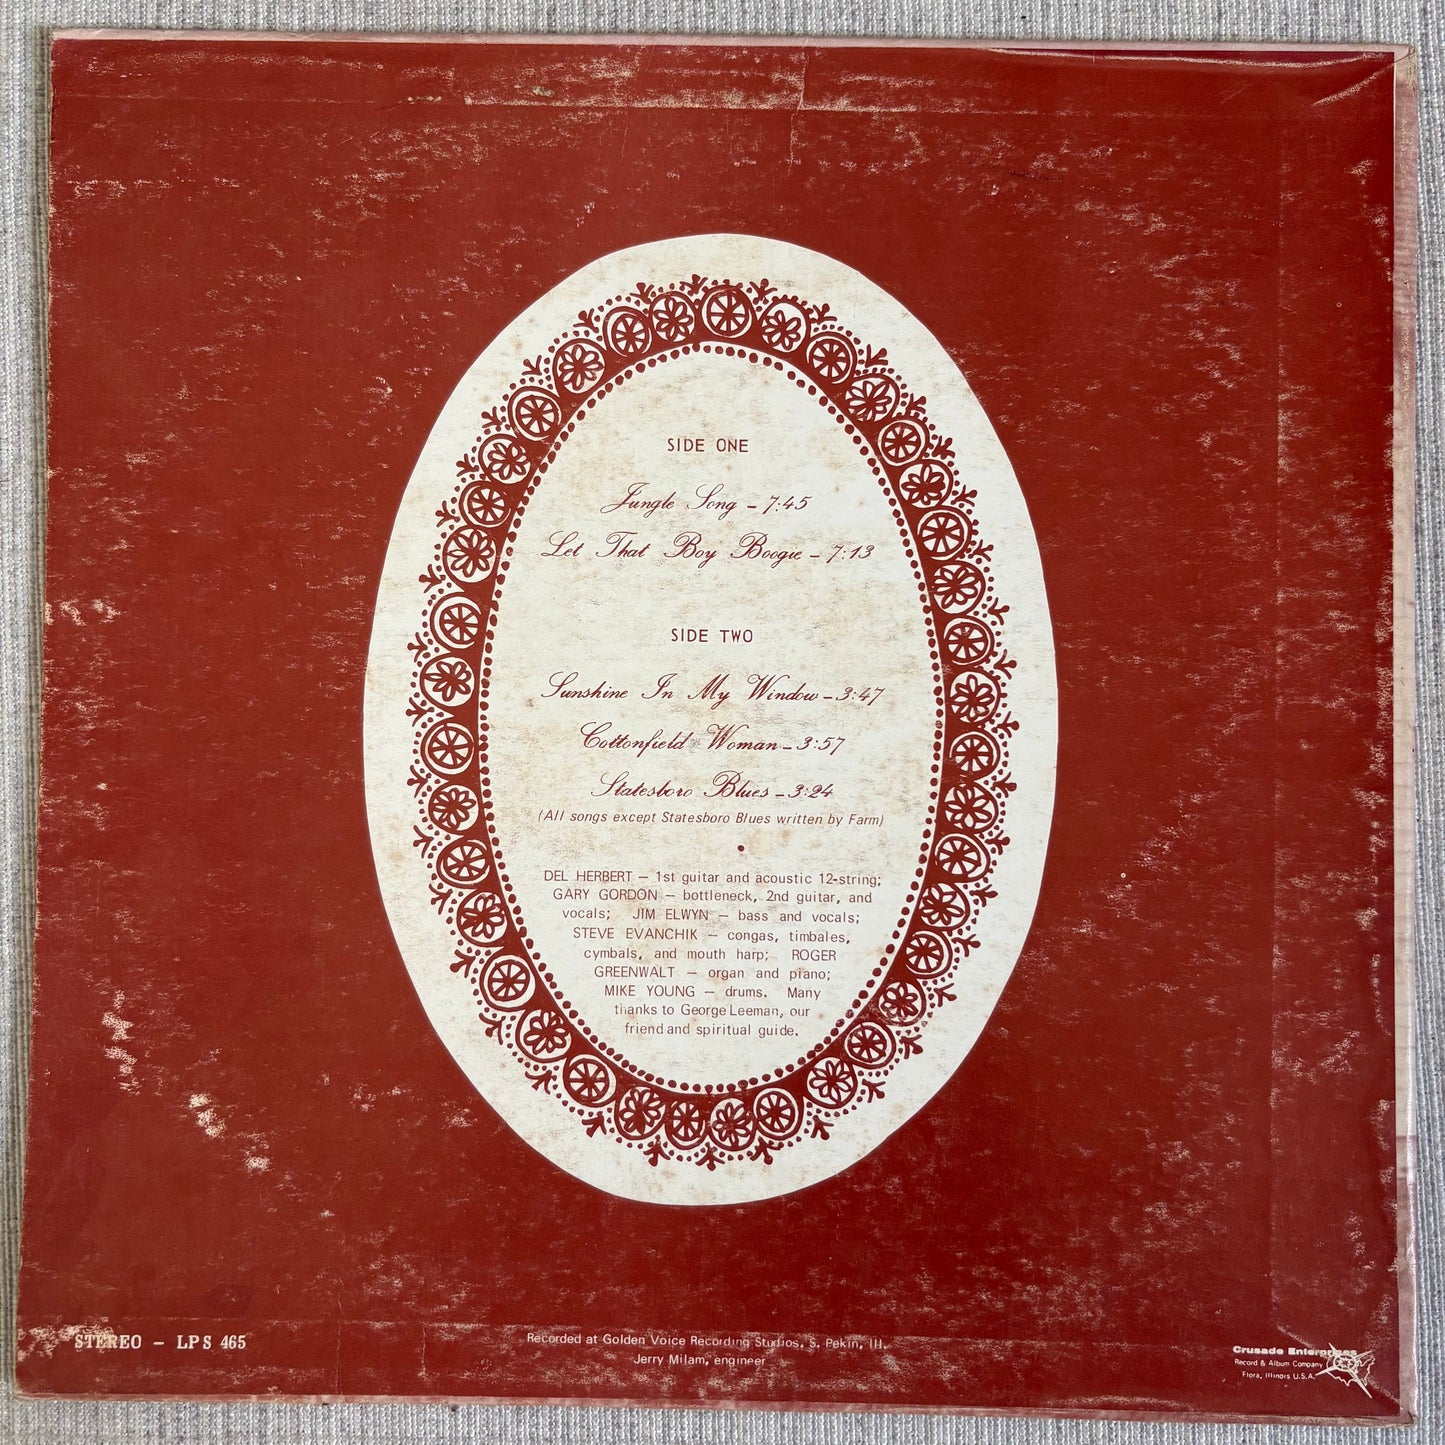 SIDE ONE
Jungle Song - 7:45
Let That Boy Boogie - 7:13
SIDE TWO
Sunshine In My Window - 3:47
Cottonfield Woman - 3:57
Statesboro Blues - 3:24
(All songs except Statesboro Blues written by Farm)
DEL HERBERT — 1st guitar and acoustic 12-string;
GARY GORDON — bottleneck, 2nd guitar, and
vocals; JIM ELWYN — bass and vocals;
STEVE EVANCHIK — congas, timbales,
cymbals, and mouth harp; ROGER
GREENWALT — organ and piano;
MIKE YOUNG — drums. Many
thanks to George Leeman, our
friend and spiritual guide.
STEREO - LPS 465
Recorded at Golden Voice Recording Studios, S. Pekin, Ill.
Jerry Milam, engineer
Crusade Enterprises
Record & Album Company
Flora, Illinois U.S.A.